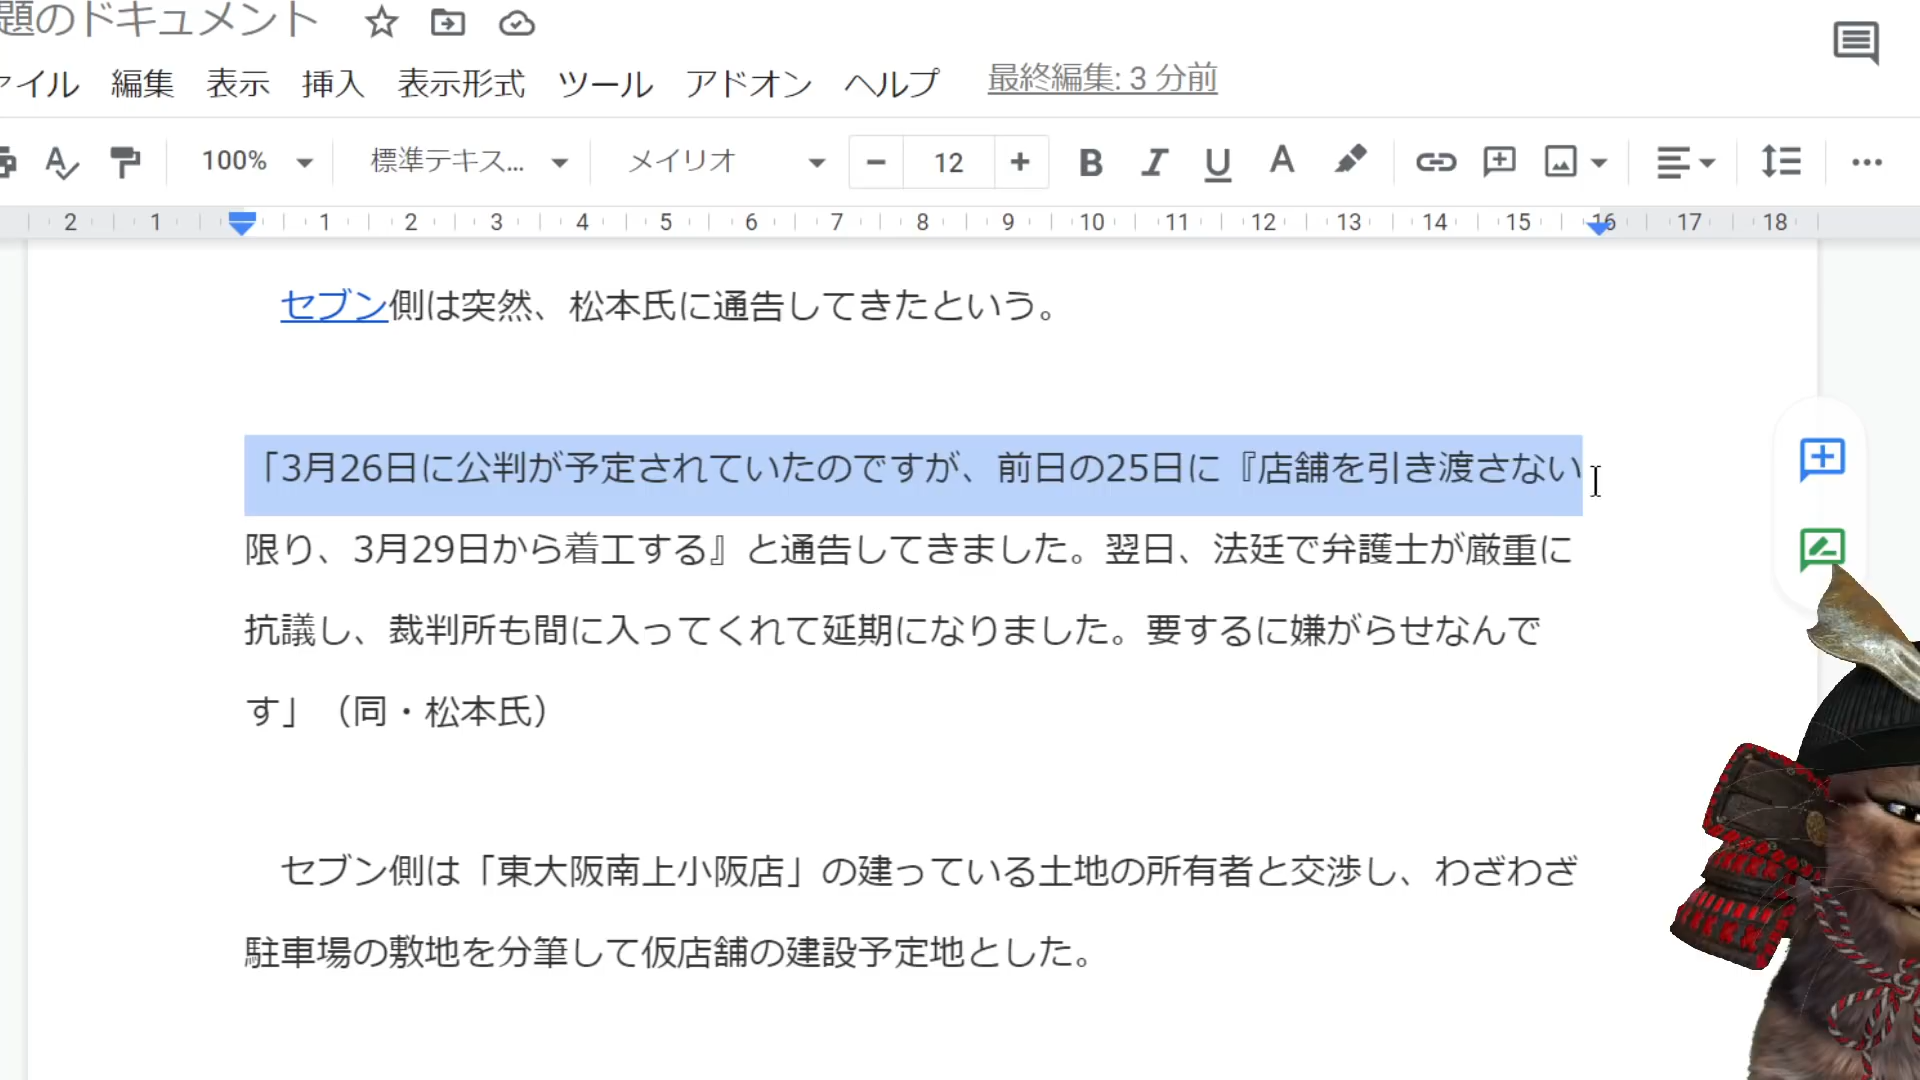 題のドキュメント
ァイル 編集 表示 挿入 表示形式 ツール アドオン ヘルプ 最終編集: 3 分前
100% 標準テキス... メイリオ − 12 + B I U A
2 1 1 2 3 4 5 6 7 8 9 10 11 12 13 14 15 16 17 18
セブン側は突然、松本氏に通告してきたという。
「3月26日に公判が予定されていたのですが、前日の25日に『店舗を引き渡さない
限り、3月29日から着工する』と通告してきました。翌日、法廷で弁護士が厳重に
抗議し、裁判所も間に入ってくれて延期になりました。要するに嫌がらせなんで
す」（同・松本氏）
セブン側は「東大阪南上小阪店」の建っている土地の所有者と交渉し、わざわざ
駐車場の敷地を分筆して仮店舗の建設予定地とした。